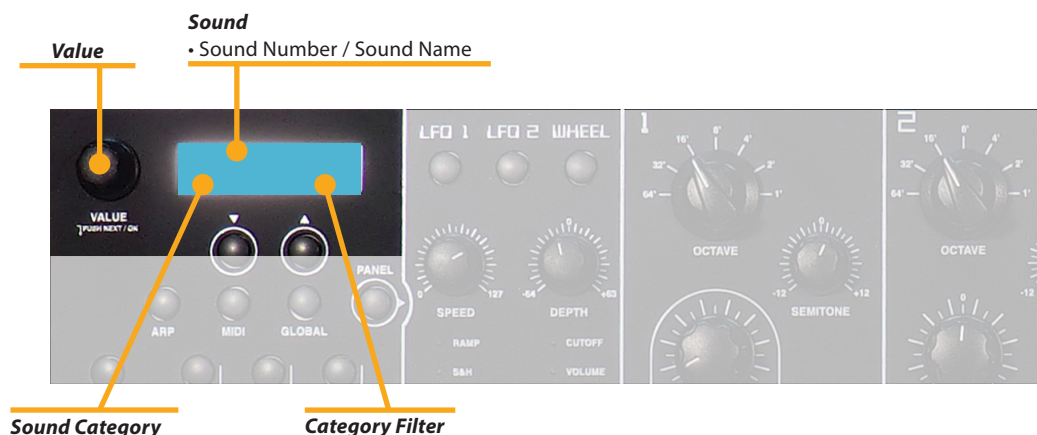 Sound
• Sound Number / Sound Name
Value
LFO 1 LFO 2 WHEEL
1
2
64' 32' 16' 8' 4' 2' 1'
64' 32' 16' 8' 4' 2' 1'
VALUE
PUSH NEXT / OK
▼ ▲
OCTAVE
OCTAVE
0
0
PANEL
0 127
-64 +63
-12 +12
-12
0
ARP MIDI GLOBAL
SPEED DEPTH
SEMITONE
RAMP CUTOFF
S&H VOLUME
Sound Category
Category Filter